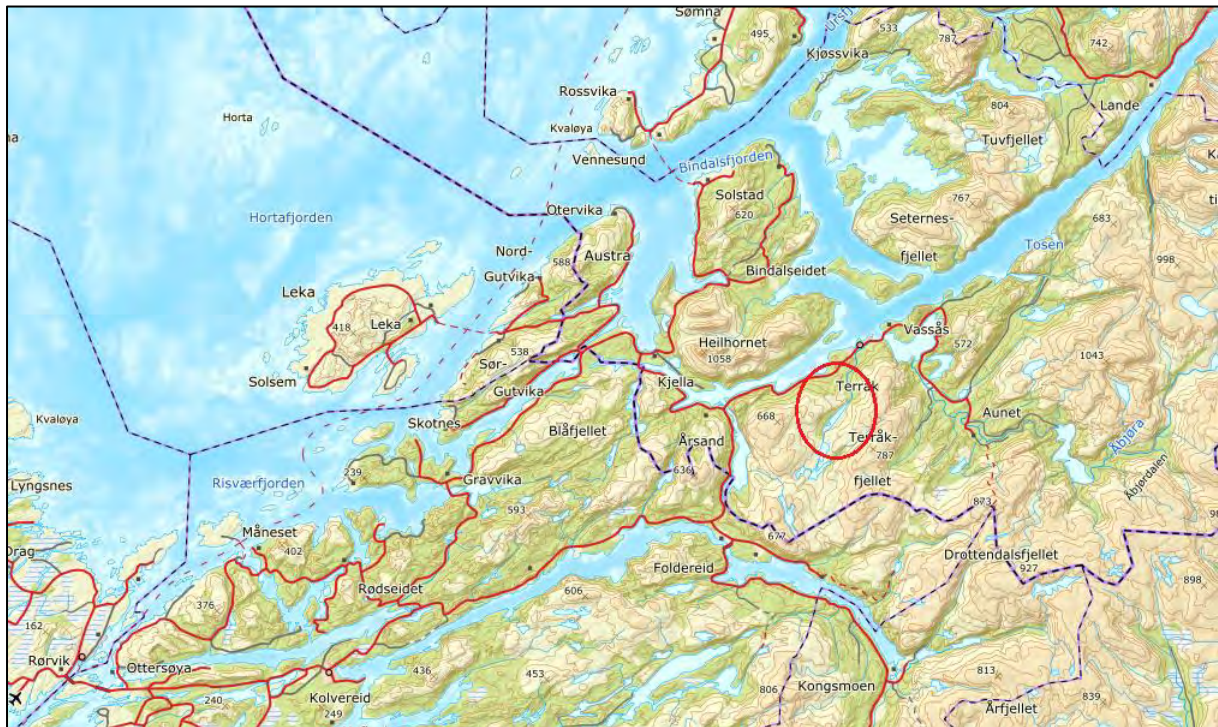 Sømna
495
533
787
Kjøssvika
742
Rossvika
Lande
Horta
Kvaløya
804
Tuvfjellet
Vennesund
Bindalsfjorden
Solstad
767
Otervika
620
Hortafjorden
Seternes-
683
Tosen
Nord-
Gutvika
588
Austra
fjellet
998
Bindalseidet
Leka
Leka
418
Heilhornet
1058
Vassås
572
1043
Solsem
538
Sør-
Gutvika
Kjella
Terråk
Kvaløya
Skotnes
668
Aunet
Blåfjellet
Årsand
Terråk-
787
Åbjøra
Lyngsnes
Risværfjorden
239
Gravvika
636
fjellet
Åbjørdalen
593
873
Måneset
402
677
Drag
Drottendalsfjellet
927
Foldereid
898
Rødseidet
606
376
162
Rørvik
Ottersøya
436
453
813
Kolvereid
806
Kongsmoen
240
249
839
Årfjellet